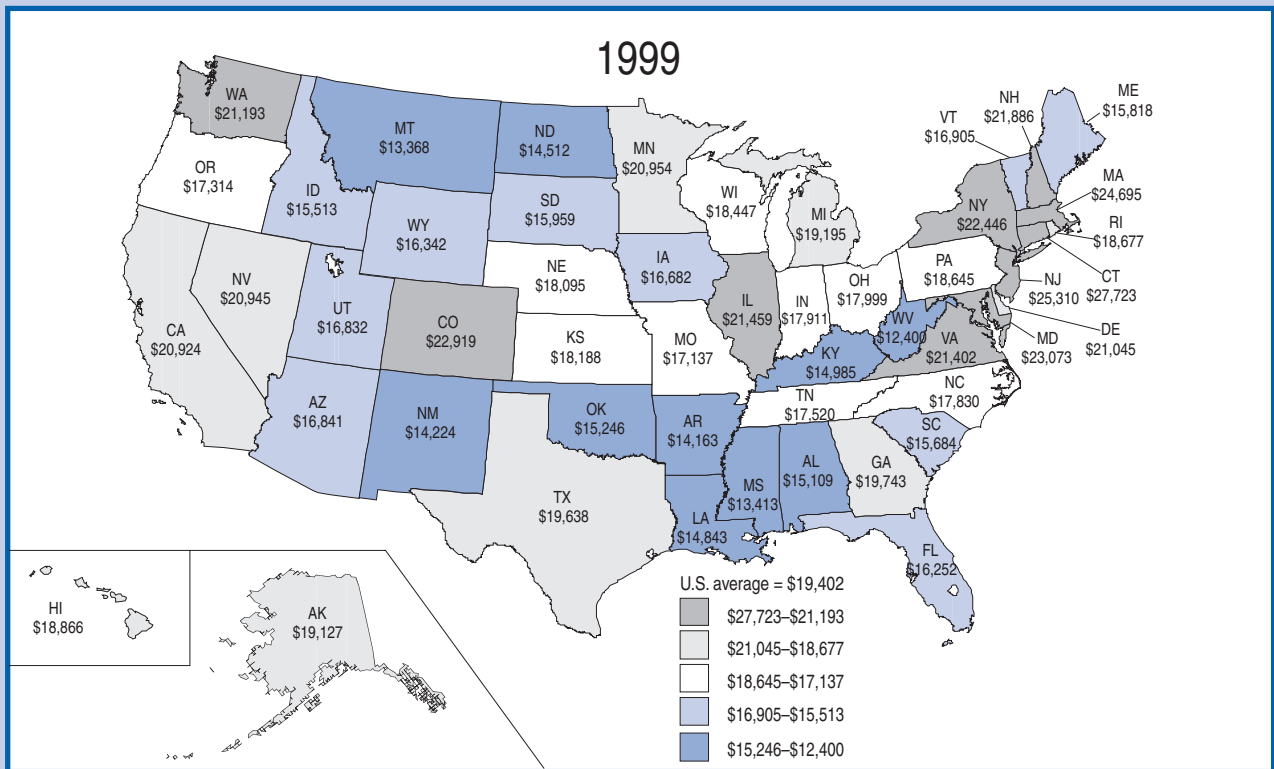 1999
WA
$21,193
OR
$17,314
CA
$20,924
NV
$20,945
ID
$15,513
MT
$13,368
WY
$16,342
UT
$16,832
AZ
$16,841
CO
$22,919
NM
$14,224
ND
$14,512
SD
$15,959
NE
$18,095
KS
$18,188
OK
$15,246
TX
$19,638
MN
$20,954
IA
$16,682
MO
$17,137
AR
$14,163
LA
$14,843
WI
$18,447
IL
$21,459
MI
$19,195
IN
$17,911
OH
$17,999
KY
$14,985
TN
$17,520
MS
$13,413
AL
$15,109
GA
$19,743
FL
$16,252
SC
$15,684
NC
$17,830
VA
$21,402
WV
$12,400
PA
$18,645
NY
$22,446
VT
$16,905
NH
$21,886
ME
$15,818
MA
$24,695
RI
$18,677
CT
$27,723
NJ
$25,310
DE
$21,045
MD
$23,073
HI
$18,866
AK
$19,127
U.S. average = $19,402
$27,723–$21,193
$21,045–$18,677
$18,645–$17,137
$16,905–$15,513
$15,246–$12,400